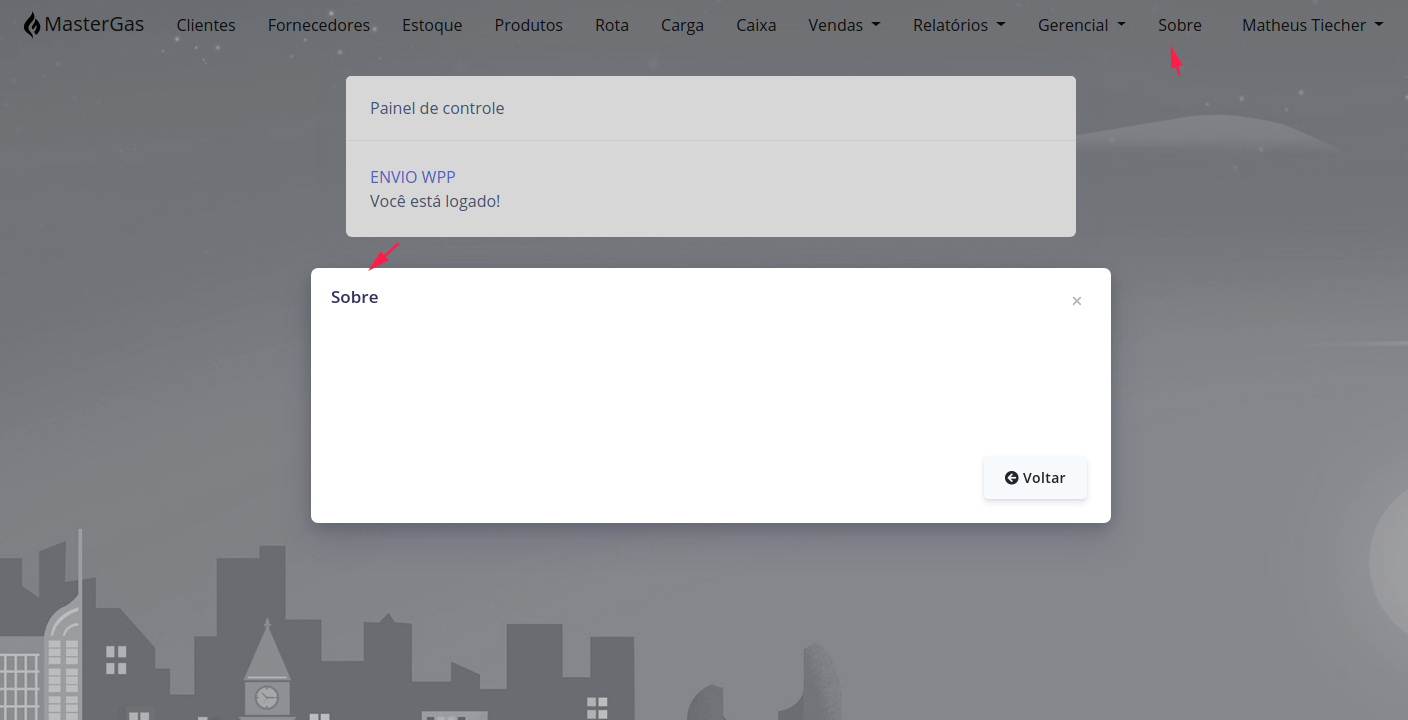 MasterGas Clientes Fornecedores Estoque Produtos Rota Carga Caixa Vendas Relatórios Gerencial Sobre Matheus Tiecher
Painel de controle
ENVIO WPP
Você está logado!
Sobre ×
Voltar